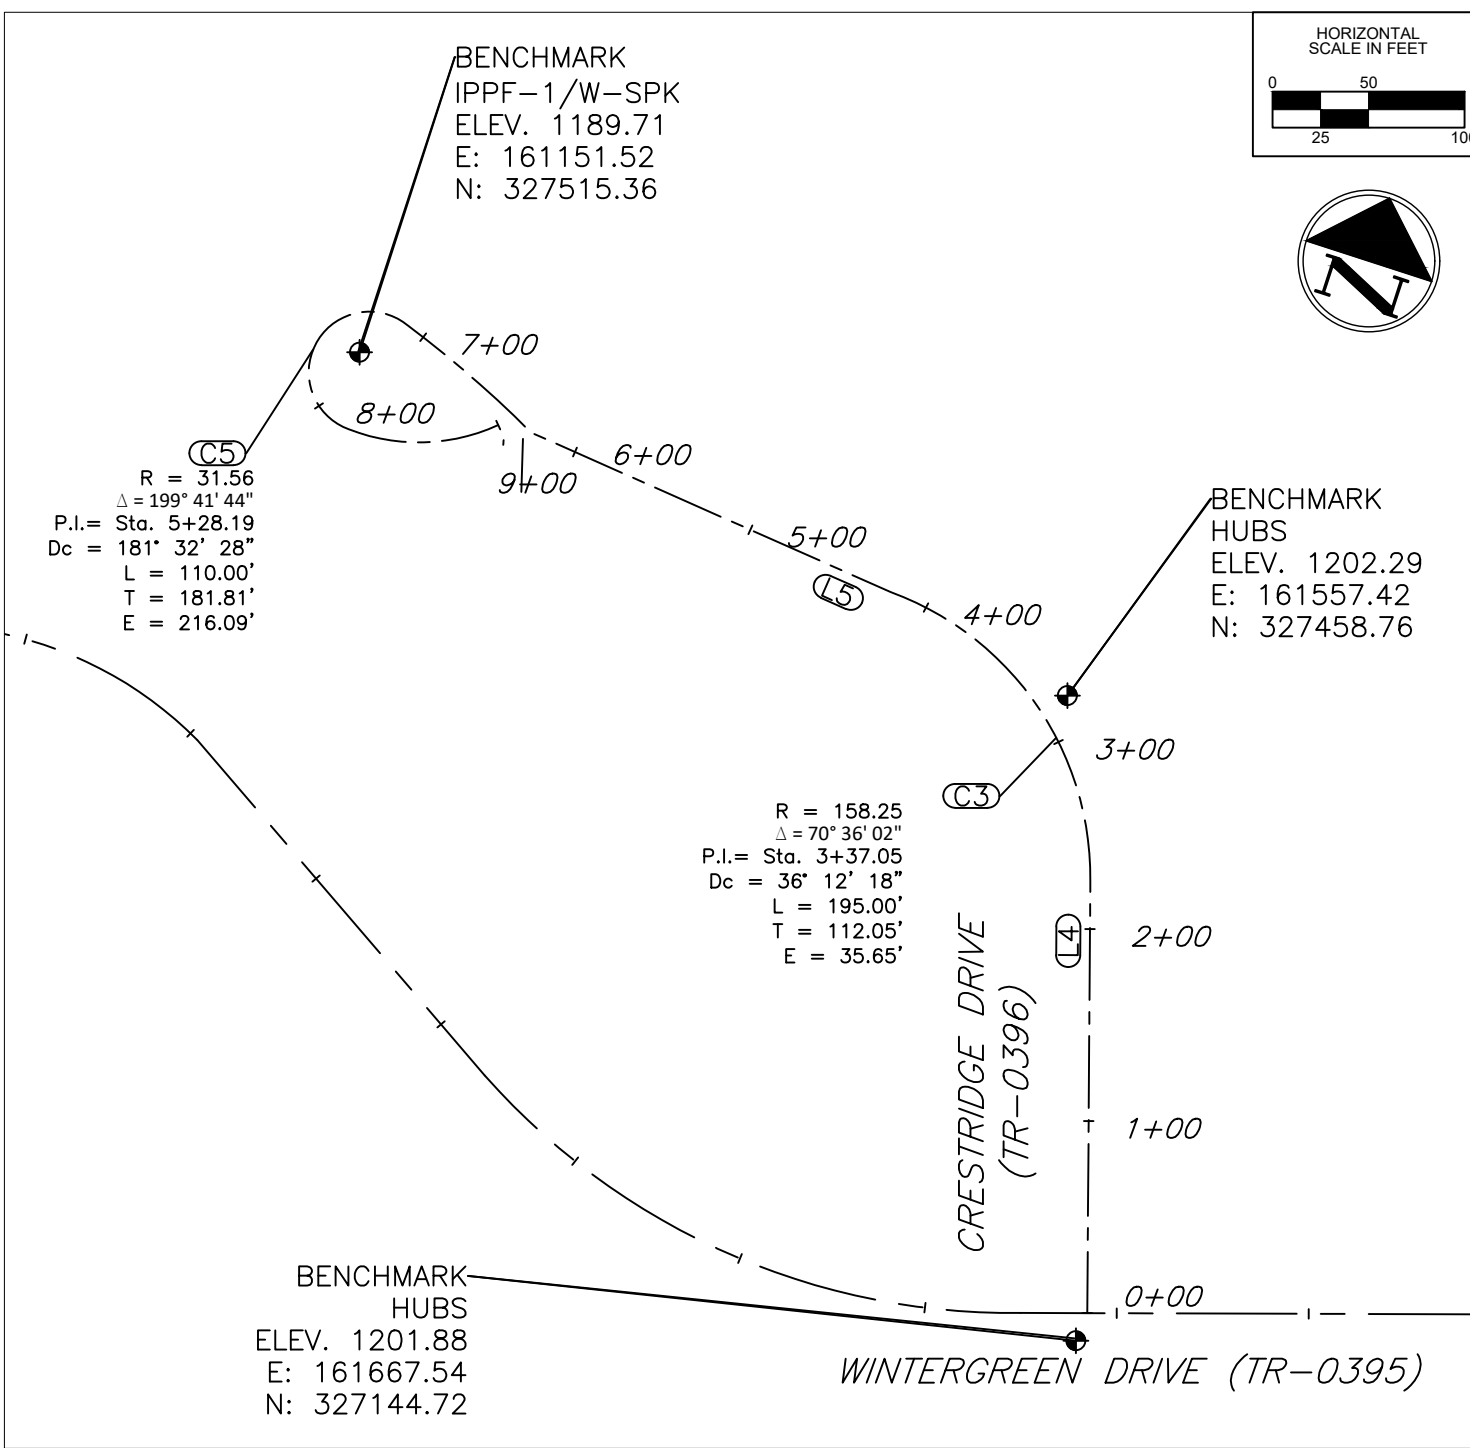 HORIZONTAL
SCALE IN FEET
0 50
25 100
N
BENCHMARK
IPPF-1/W-SPK
ELEV. 1189.71
E: 161151.52
N: 327515.36
7+00
8+00
6+00
9+00
5+00
4+00
3+00
2+00
1+00
0+00
C5
R = 31.56
Δ = 199° 41' 44"
P.I.= Sta. 5+28.19
Dc = 181° 32' 28"
L = 110.00'
T = 181.81'
E = 216.09'
L5
BENCHMARK
HUBS
ELEV. 1202.29
E: 161557.42
N: 327458.76
C3
R = 158.25
Δ = 70° 36' 02"
P.I.= Sta. 3+37.05
Dc = 36° 12' 18"
L = 195.00'
T = 112.05'
E = 35.65'
L4
CRESTRIDGE DRIVE
(TR-0396)
BENCHMARK
HUBS
ELEV. 1201.88
E: 161667.54
N: 327144.72
WINTERGREEN DRIVE (TR-0395)